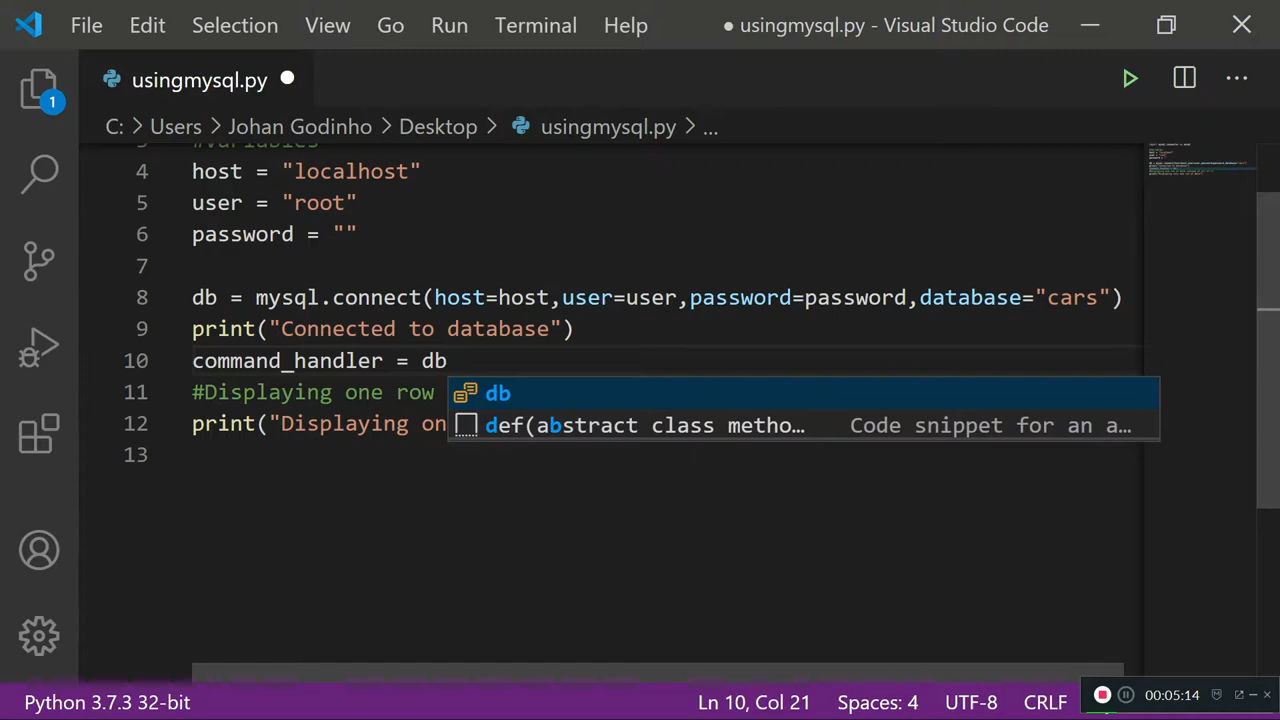 File Edit Selection View Go Run Terminal Help ● usingmysql.py - Visual Studio Code
usingmysql.py
C: > Users > Johan Godinho > Desktop > usingmysql.py > ...
4 host = "localhost"
5 user = "root"
6 password = ""
7
8 db = mysql.connect(host=host,user=user,password=password,database="cars")
9 print("Connected to database")
10 command_handler = db
11 #Displaying one row
db
12 print("Displaying on
def(abstract class metho… Code snippet for an a…
13
1
Python 3.7.3 32-bit Ln 10, Col 21 Spaces: 4 UTF-8 CRLF 00:05:14